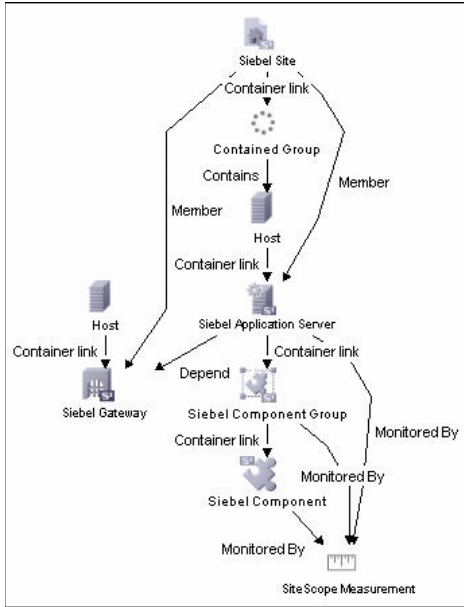 Siebel Site
Container link
Contained Group
Contains
Member
Member
Host
Container link
Host
Siebel Application Server
Container link
Container link
Depend
Siebel Gateway
Siebel Component Group
Container link
Monitored By
Monitored By
Siebel Component
Monitored By
SiteScope Measurement